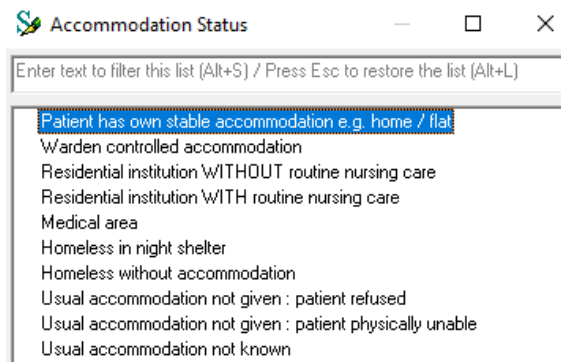 Accommodation Status
Enter text to filter this list (Alt+S) / Press Esc to restore the list (Alt+L)
Patient has own stable accommodation e.g. home / flat
Warden controlled accommodation
Residential institution WITHOUT routine nursing care
Residential institution WITH routine nursing care
Medical area
Homeless in night shelter
Homeless without accommodation
Usual accommodation not given : patient refused
Usual accommodation not given : patient physically unable
Usual accommodation not known